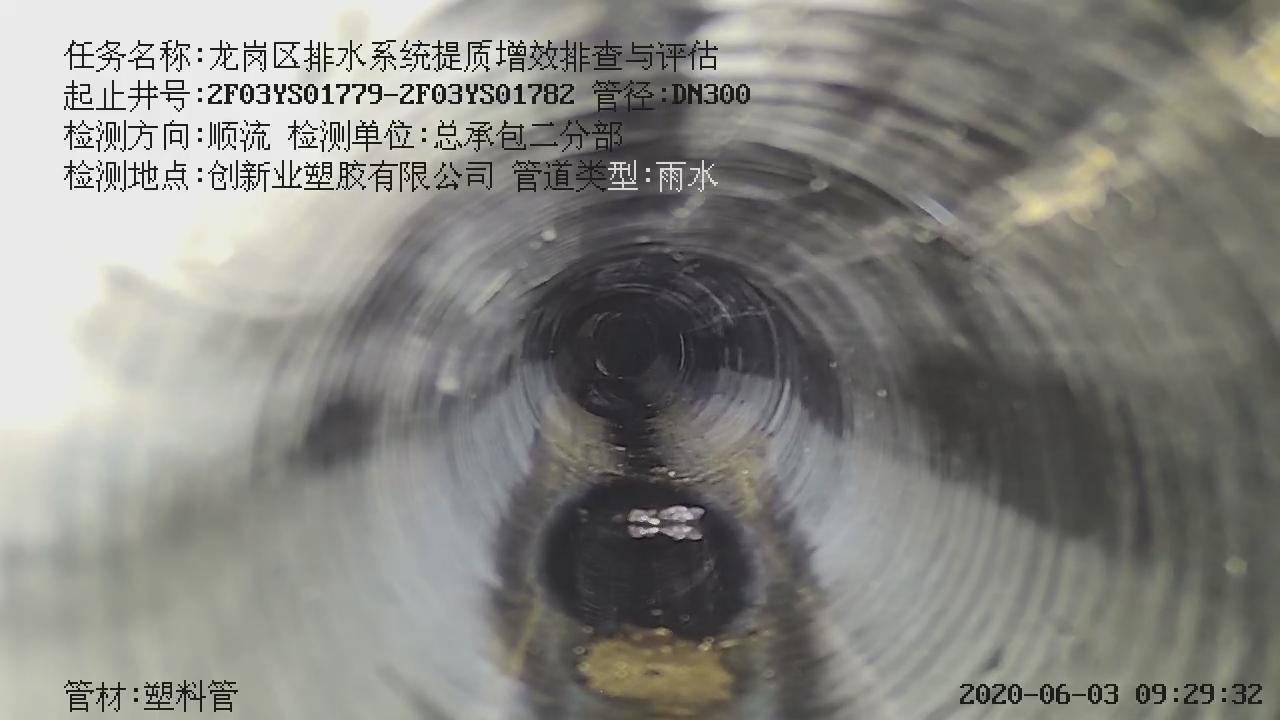 任务名称:龙岗区排水系统提质增效排查与评估
起止井号:2F03YS01779-2F03YS01782 管径:DN300
检测方向:顺流 检测单位:总承包二分部
检测地点:创新业塑胶有限公司 管道类型:雨水
管材:塑料管
2020-06-03 09:29:32